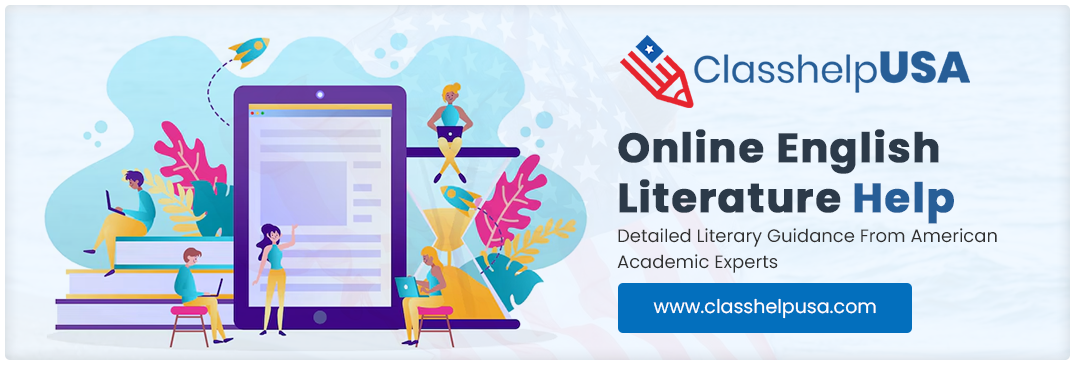 ClasshelpUSA
Online English
Literature Help
Detailed Literary Guidance From American
Academic Experts
www.classhelpusa.com